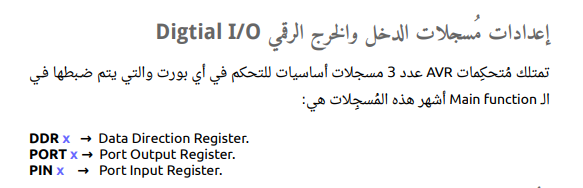 إعدادات مُسجلات الدخل والخرج الرقمي Digtial I/O
تمتلك مُتحكِمات AVR عدد 3 مسجلات أساسيات للتحكم في أي بورت والتي يتم ضبطها في
الـ Main function أشهر هذه المُسجِلات هي:
DDR x → Data Direction Register.
PORT x → Port Output Register.
PIN x → Port Input Register.